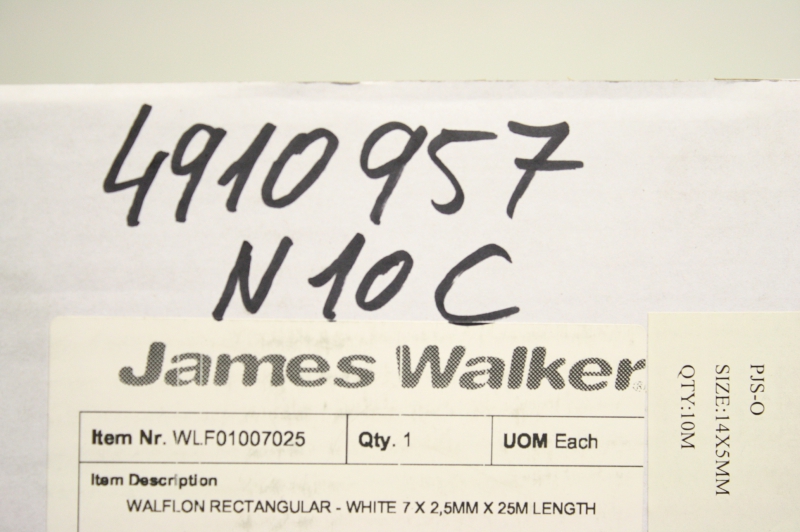 4910957
N10C
James Walker
Item Nr. WLF01007025 Qty. 1 UOM Each
Item Description
WALFLON RECTANGULAR - WHITE 7 X 2,5MM X 25M LENGTH
PJS-O
SIZE:14X5MM
QTY:10M